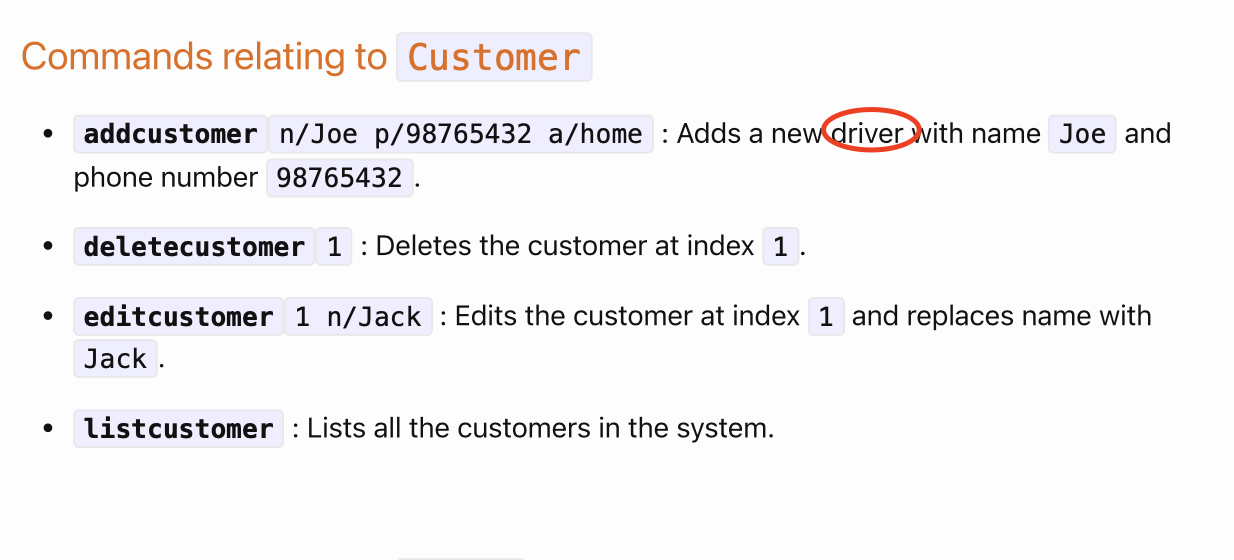 Commands relating to Customer
• addcustomer n/Joe p/98765432 a/home : Adds a new driver with name Joe and
phone number 98765432.
• deletecustomer 1 : Deletes the customer at index 1.
• editcustomer 1 n/Jack : Edits the customer at index 1 and replaces name with
Jack.
• listcustomer : Lists all the customers in the system.